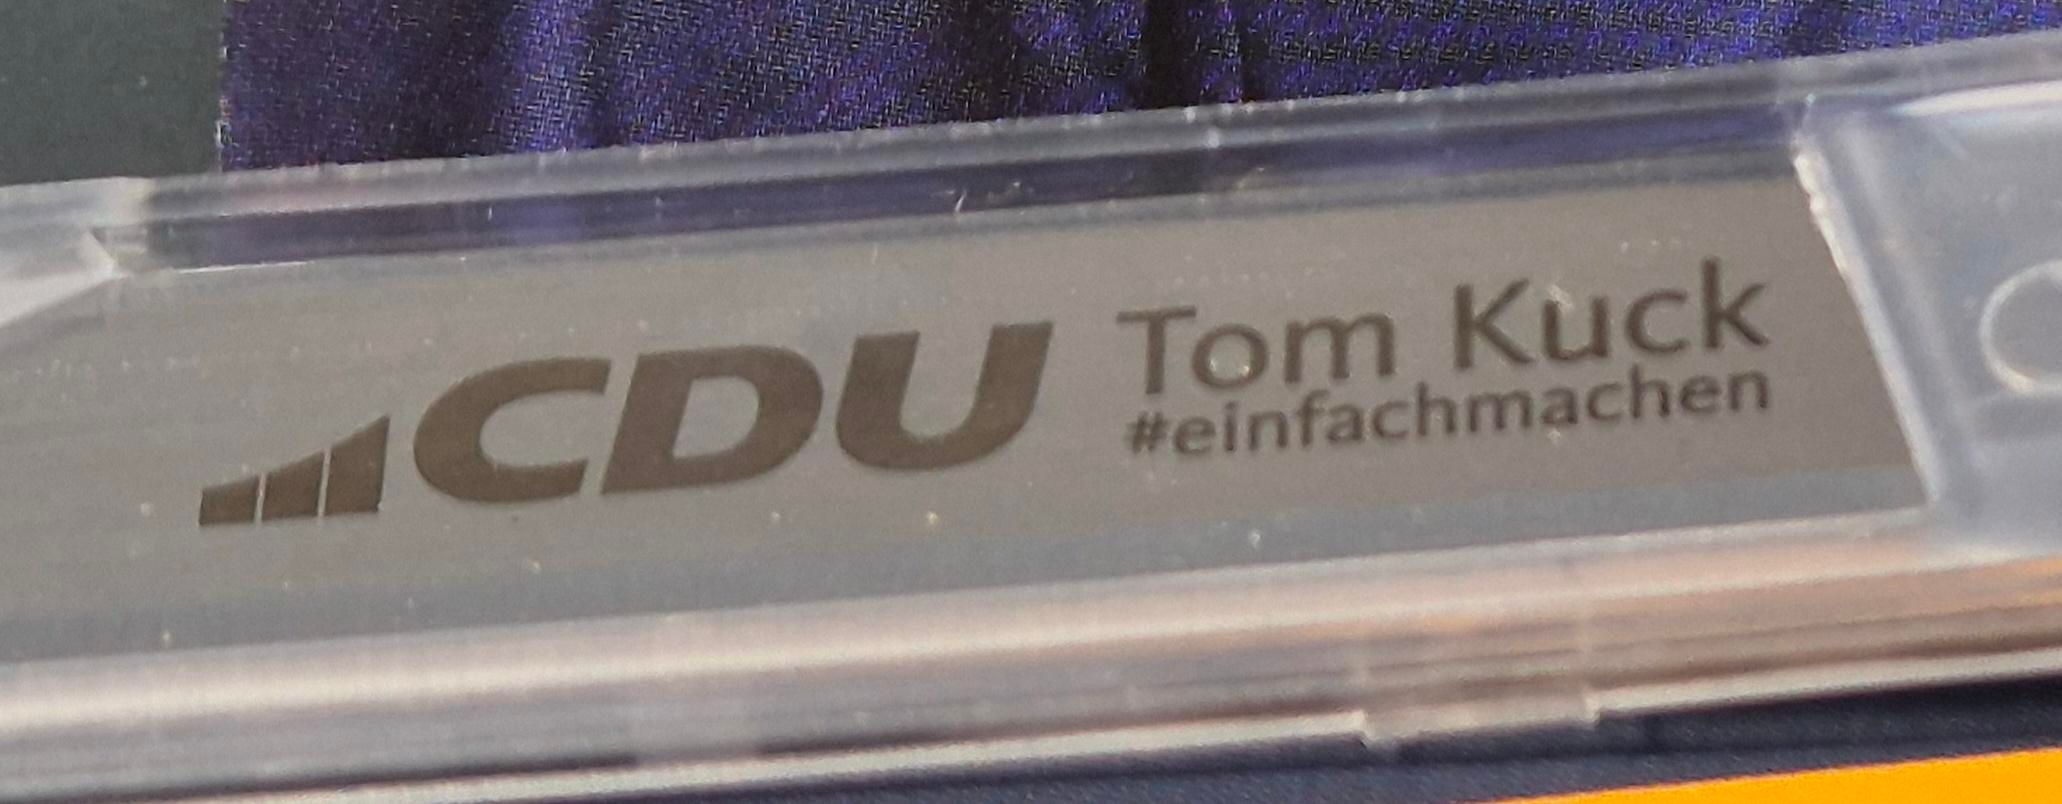 CDU
Tom Kuck
#einfachmachen